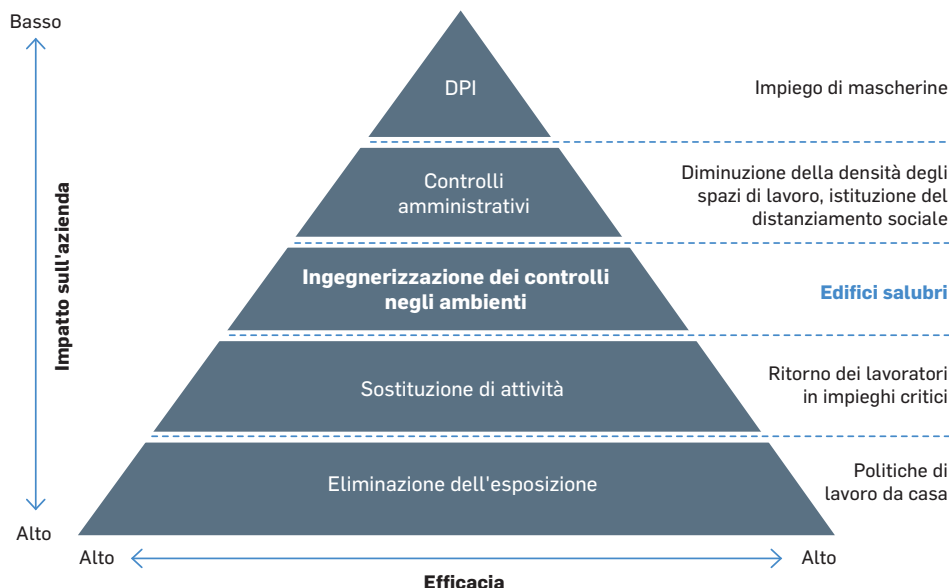 Basso
DPI
Impiego di mascherine
Controlli
amministrativi
Diminuzione della densità degli
spazi di lavoro, istituzione del
distanziamento sociale
Impatto sull'azienda
Ingegnerizzazione dei controlli
negli ambienti
Edifici salubri
Sostituzione di attività
Ritorno dei lavoratori
in impieghi critici
Eliminazione dell'esposizione
Politiche di
lavoro da casa
Alto
Alto
Alto
Efficacia